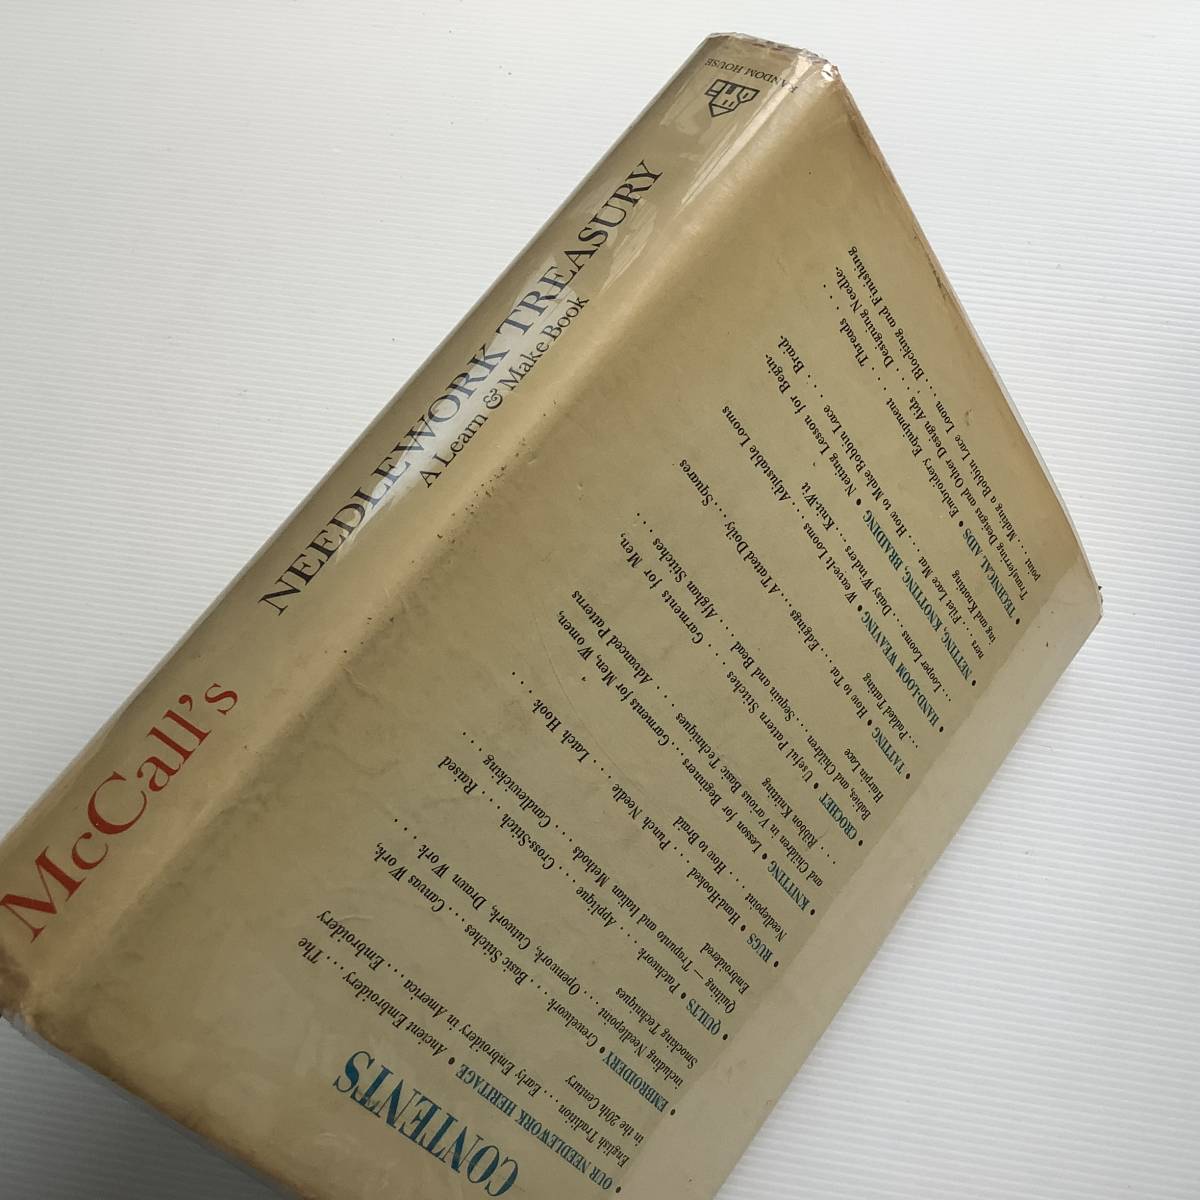 McCall's
NEEDLEWORK TREASURY
A Learn & Make Book
RANDOM HOUSE
CONTENTS
• OUR NEEDLEWORK HERITAGE • Ancient Embroidery . . . . The
English Tradition . . . . Early Embroidery in America . . . . Embroidery
in the 20th Century
• EMBROIDERY • Crewelwork . . . . Basic Stitches . . . . Canvas Work,
including Needlepoint . . . . Openwork, Cutwork, Drawn Work . . . .
Smocking Techniques
• QUILTS • Patchwork . . . . Applique . . . . Cross-Stitch . . . . Raised
Quilting — Trapunto and Italian Methods . . . . Candlewicking . . . .
Embroidered
• RUGS • Hand-Hooked . . . . Punch Needle . . . . Latch Hook . . . .
Needlepoint . . . . How to Braid
• KNITTING • Lesson for Beginners . . . . Garments for Men, Women,
and Children in Various Basic Techniques . . . . Advanced Patterns
. . . . Ribbon Knitting
• CROCHET • Useful Pattern Stitches . . . . Garments for Men,
Babies, and Children . . . . Sequin and Bead . . . . Afghan Stitches . . . .
Hairpin Lace
• TATTING • How to Tat . . . . Edgings . . . . A Tatted Doily . . . . Squares
. . . . Padded Tatting
• HAND-LOOM WEAVING • Weave-It Looms . . . . Adjustable Looms
. . . . Looper Looms . . . . Daisy Winders . . . . Knit-Wit
• NETTING, KNOTTING, BRAIDING • Netting Lesson for Begin-
ners . . . . Filet Lace Mat . . . . How to Make Bobbin Lace . . . . Braid-
ing and Knotting
• TECHNICAL AIDS • Embroidery Equipment . . . . Threads . . . .
Transferring Designs and Other Design Aids . . . . Designing Needle-
point . . . . Making a Bobbin Lace Loom . . . . Blocking and Finishing